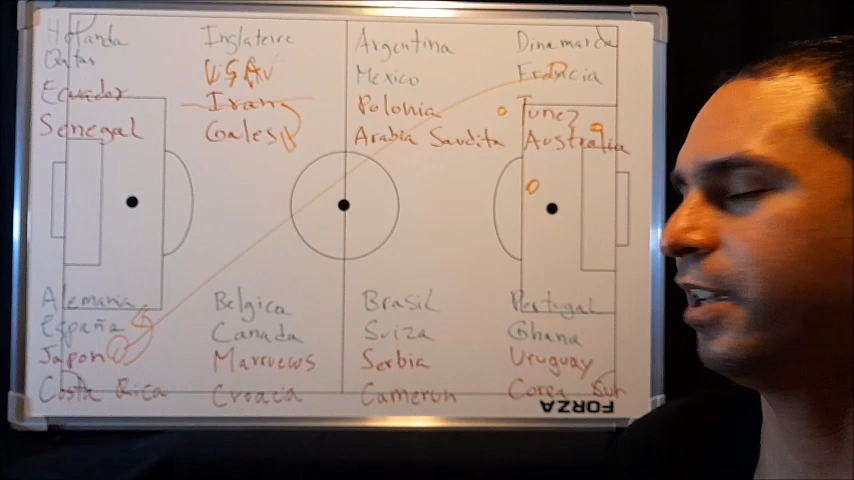 Holanda
Qatar
Ecuador
Senegal
Inglaterre
USA
Iran
Gales
Argentina
Mexico
Polonia
Arabia Saudita
Dinamarca
Francia
Tunez
Australia
Alemania
España
Japon
Costa Rica
Belgica
Canada
Marruecos
Croacia
Brasil
Suiza
Serbia
Camerun
Portugal
Ghana
Uruguay
Corea Sur
FORZA